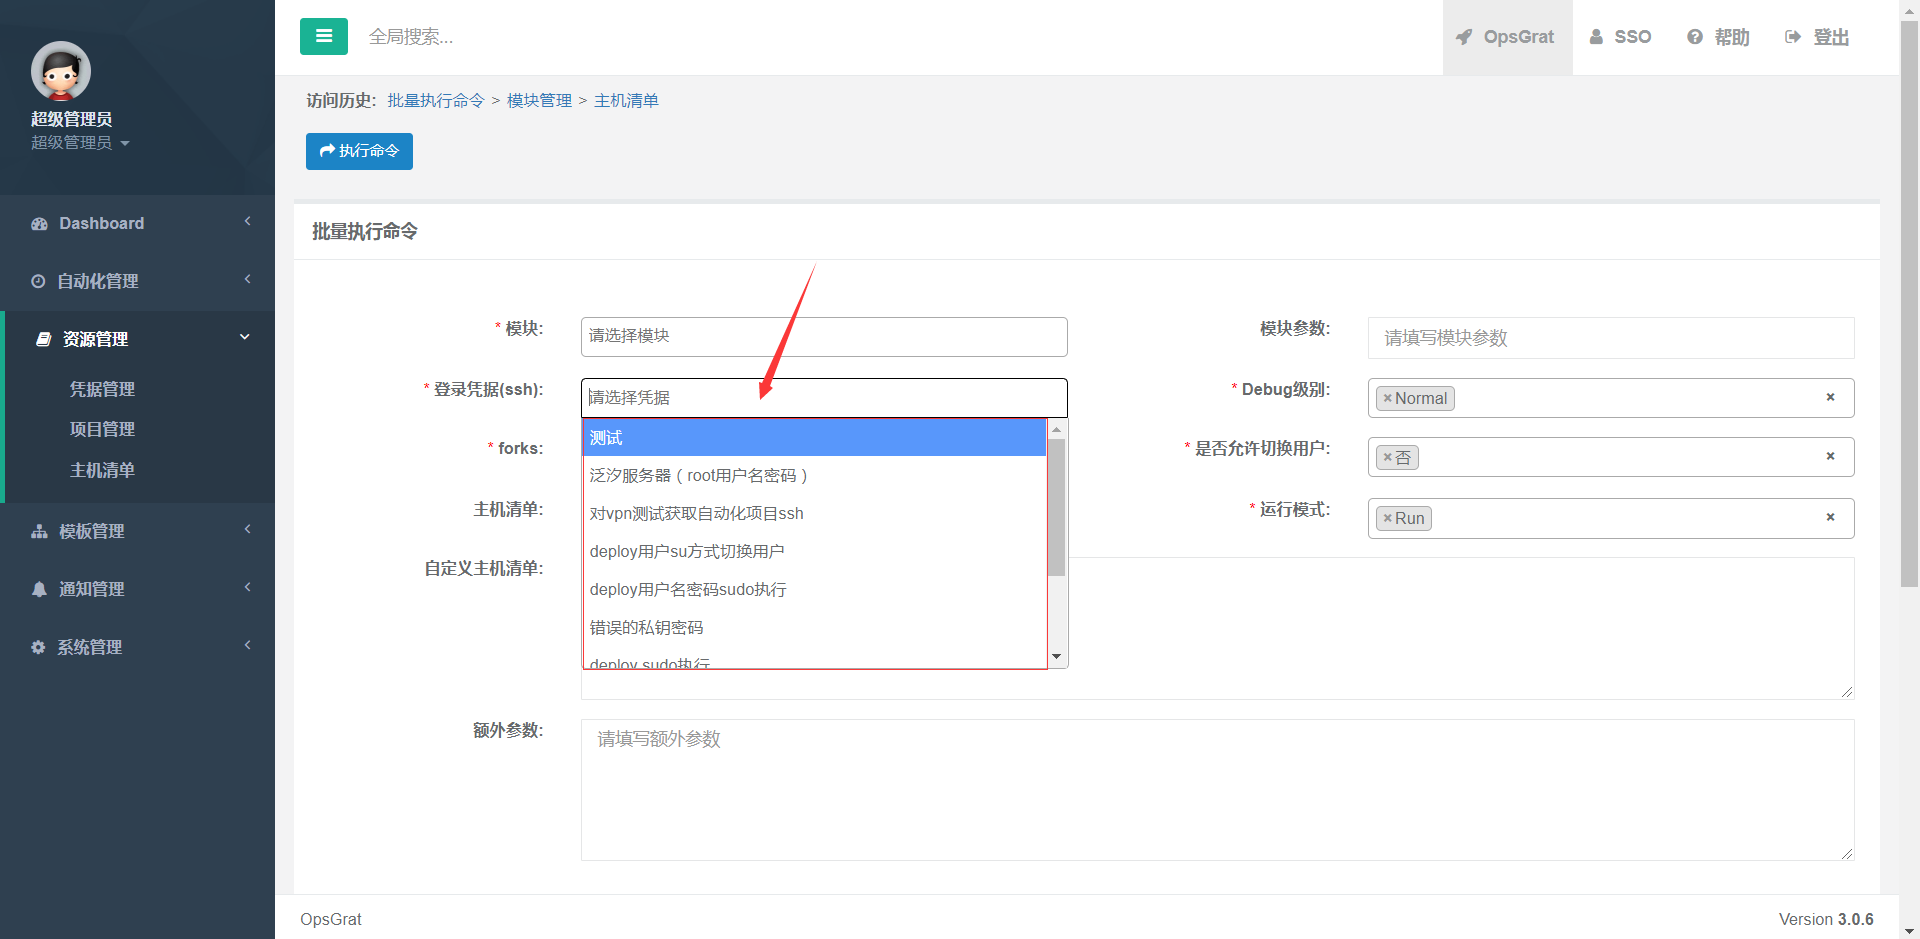 全局搜索...
OpsGrat
SSO
帮助
登出
超级管理员
超级管理员
Dashboard
自动化管理
资源管理
凭据管理
项目管理
主机清单
模板管理
通知管理
系统管理
访问历史: 批量执行命令 > 模块管理 > 主机清单
执行命令
批量执行命令
* 模块:
请选择模块
模块参数:
请填写模块参数
* 登录凭据(ssh):
请选择凭据
* Debug级别:
×Normal
×
测试
泛汐服务器（root用户名密码）
对vpn测试获取自动化项目ssh
deploy用户su方式切换用户
deploy用户名密码sudo执行
错误的私钥密码
deploy sudo执行
* forks:
* 是否允许切换用户:
×否
×
主机清单:
* 运行模式:
×Run
×
自定义主机清单:
额外参数:
请填写额外参数
OpsGrat
Version 3.0.6